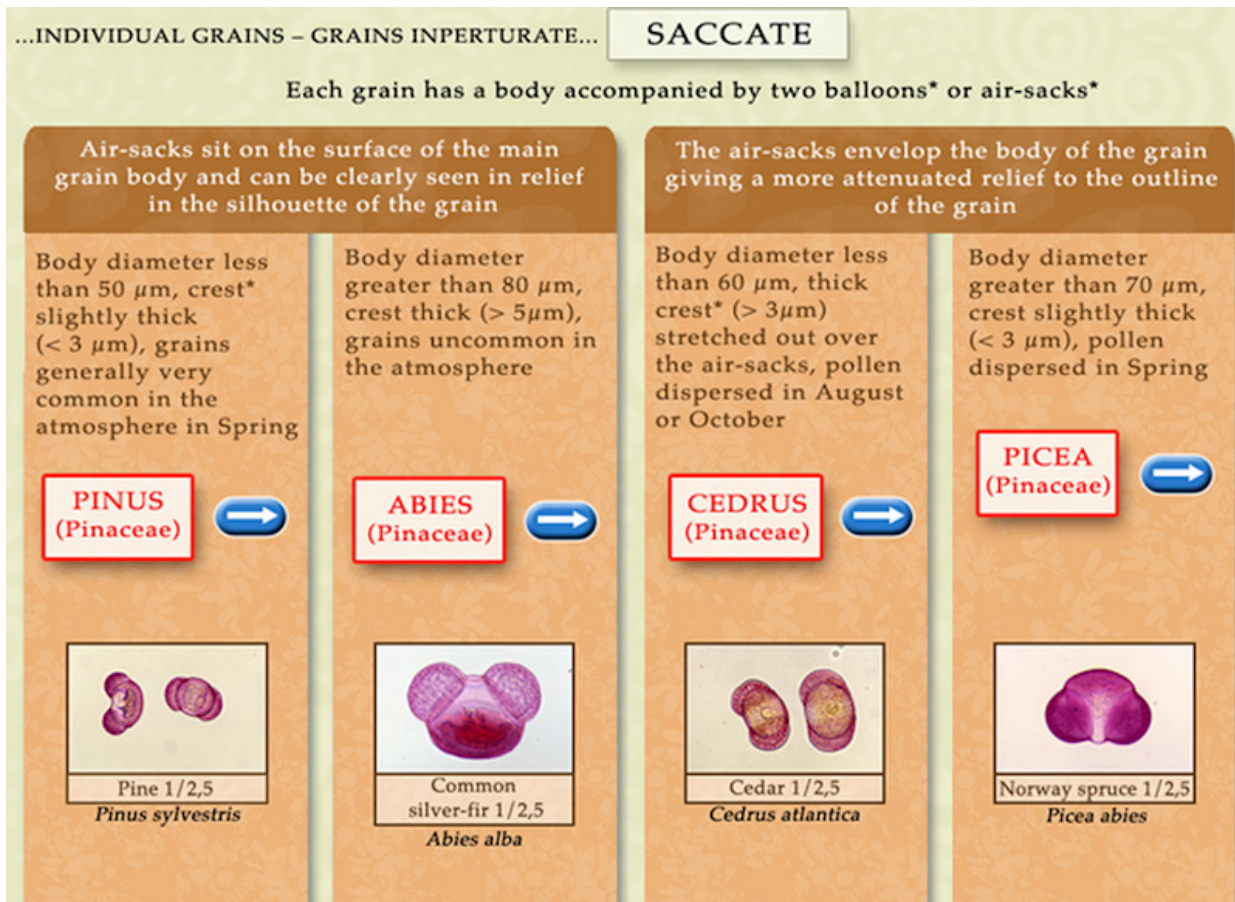 ...INDIVIDUAL GRAINS – GRAINS INPERTURATE...
SACCATE
Each grain has a body accompanied by two balloons* or air-sacks*
Air-sacks sit on the surface of the main
grain body and can be clearly seen in relief
in the silhouette of the grain
Body diameter less
than 50 μm, crest*
slightly thick
(< 3 μm), grains
generally very
common in the
atmosphere in Spring
PINUS
(Pinaceae)
Pine 1/2,5
Pinus sylvestris
Body diameter
greater than 80 μm,
crest thick (> 5μm),
grains uncommon in
the atmosphere
ABIES
(Pinaceae)
Common
silver-fir 1/2,5
Abies alba
The air-sacks envelop the body of the grain
giving a more attenuated relief to the outline
of the grain
Body diameter less
than 60 μm, thick
crest* (> 3μm)
stretched out over
the air-sacks, pollen
dispersed in August
or October
CEDRUS
(Pinaceae)
Cedar 1/2,5
Cedrus atlantica
Body diameter
greater than 70 μm,
crest slightly thick
(< 3 μm), pollen
dispersed in Spring
PICEA
(Pinaceae)
Norway spruce 1/2,5
Picea abies